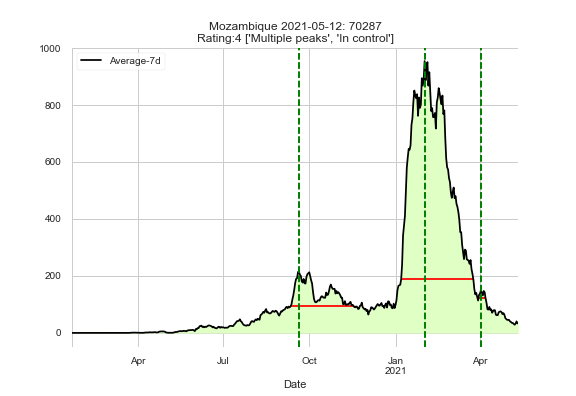 Mozambique 2021-05-12: 70287
Rating:4 ['Multiple peaks', 'In control']
1000
800
600
400
200
0
Average-7d
Apr
Jul
Oct
Jan
2021
Apr
Date